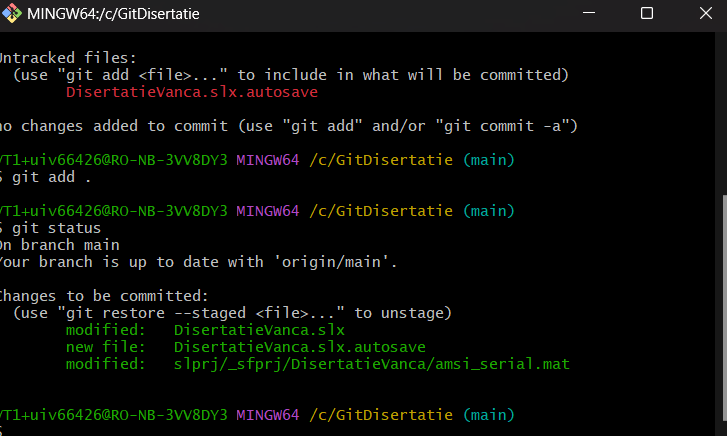 MINGW64:/c/GitDisertatie
Untracked files:
(use "git add <file>..." to include in what will be committed)
DisertatieVanca.slx.autosave
no changes added to commit (use "git add" and/or "git commit -a")
VT1+uiv66426@RO-NB-3VV8DY3 MINGW64 /c/GitDisertatie (main)
$ git add .
VT1+uiv66426@RO-NB-3VV8DY3 MINGW64 /c/GitDisertatie (main)
$ git status
On branch main
Your branch is up to date with 'origin/main'.
Changes to be committed:
(use "git restore --staged <file>..." to unstage)
modified:   DisertatieVanca.slx
new file:   DisertatieVanca.slx.autosave
modified:   slprj/_sfprj/DisertatieVanca/amsi_serial.mat
VT1+uiv66426@RO-NB-3VV8DY3 MINGW64 /c/GitDisertatie (main)
$